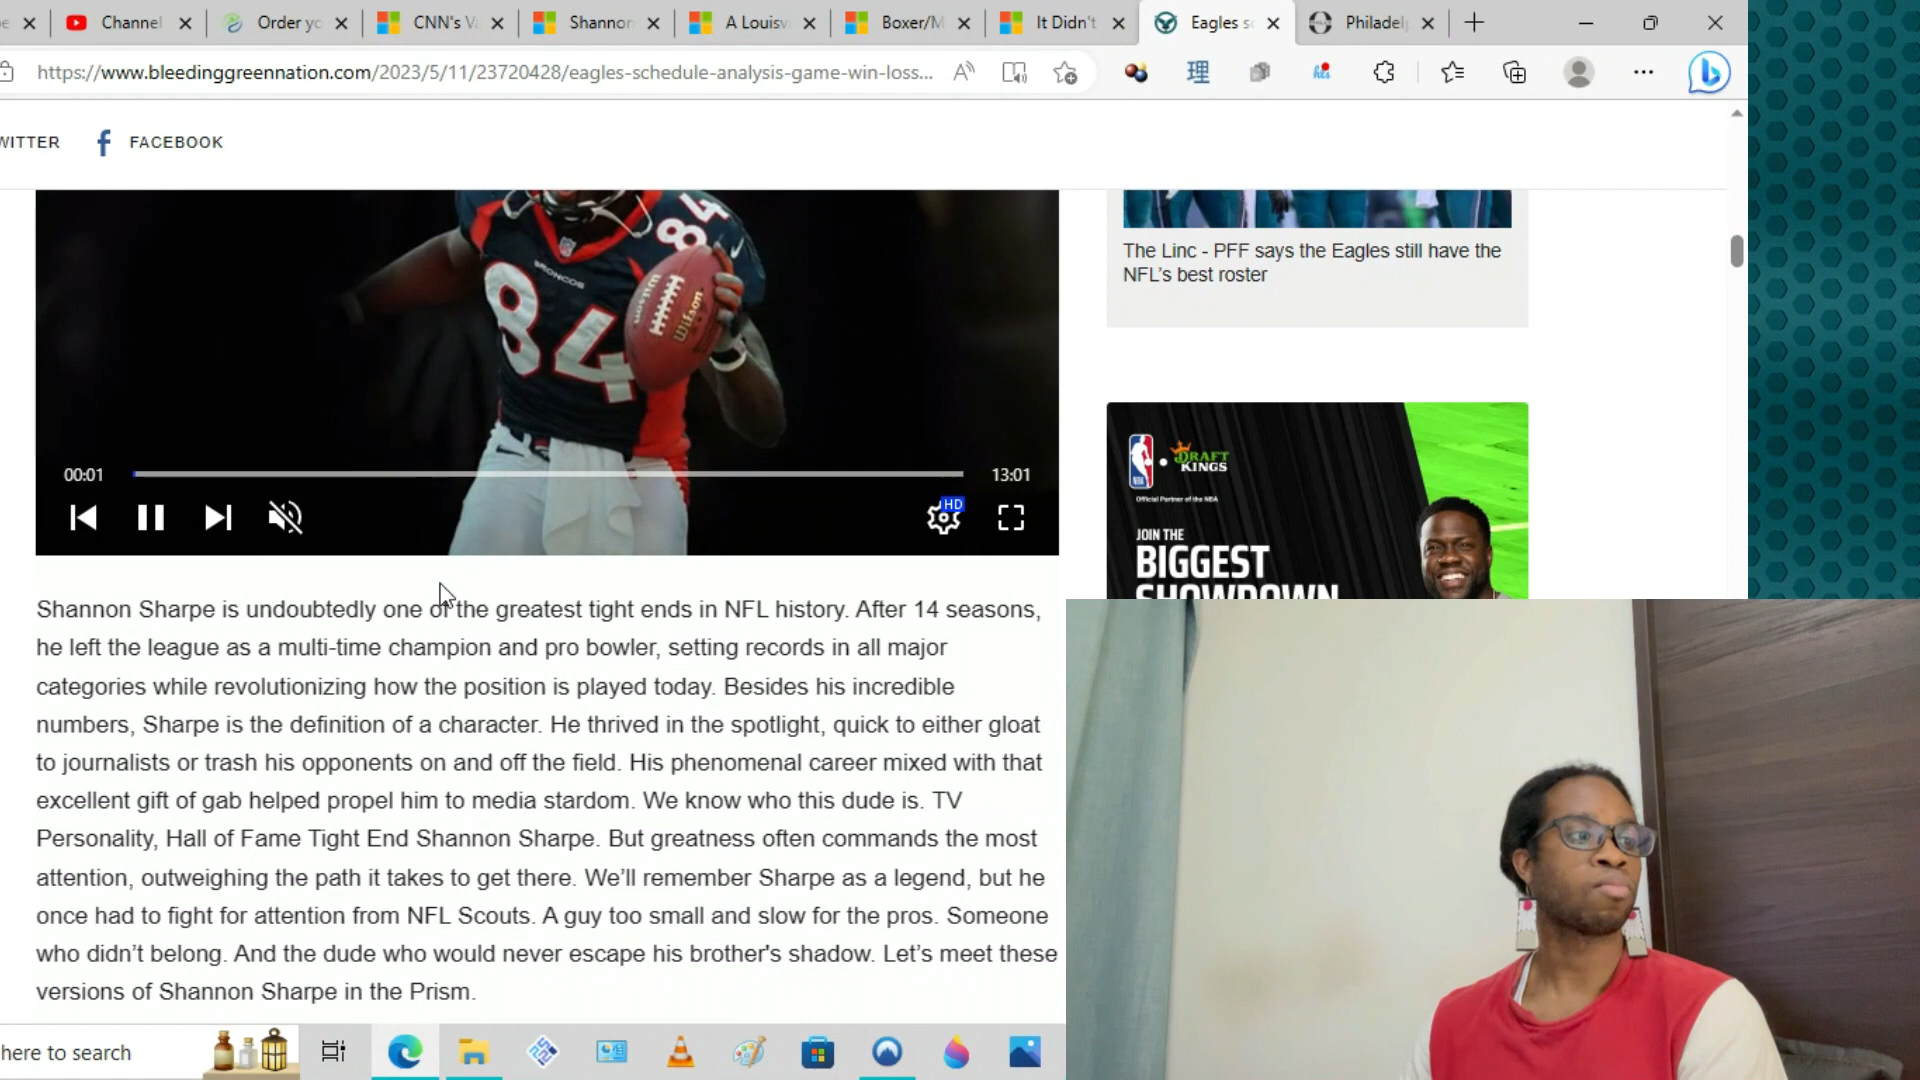 Channel
Order yo
CNN's V
Shannon
A Louisv
Boxer/M
It Didn't
Eagles s
Philadel
https://www.bleedinggreennation.com/2023/5/11/23720428/eagles-schedule-analysis-game-win-loss...
WITTER
FACEBOOK
84
BRONCOS
84
Wilson
The Linc - PFF says the Eagles still have the
NFL's best roster
00:01
13:01
HD
NBA
DRAFT
KINGS
Official Partner of the NBA
JOIN THE
BIGGEST
SHOWDOWN
Shannon Sharpe is undoubtedly one of the greatest tight ends in NFL history. After 14 seasons,
he left the league as a multi-time champion and pro bowler, setting records in all major
categories while revolutionizing how the position is played today. Besides his incredible
numbers, Sharpe is the definition of a character. He thrived in the spotlight, quick to either gloat
to journalists or trash his opponents on and off the field. His phenomenal career mixed with that
excellent gift of gab helped propel him to media stardom. We know who this dude is. TV
Personality, Hall of Fame Tight End Shannon Sharpe. But greatness often commands the most
attention, outweighing the path it takes to get there. We'll remember Sharpe as a legend, but he
once had to fight for attention from NFL Scouts. A guy too small and slow for the pros. Someone
who didn't belong. And the dude who would never escape his brother's shadow. Let's meet these
versions of Shannon Sharpe in the Prism.
here to search